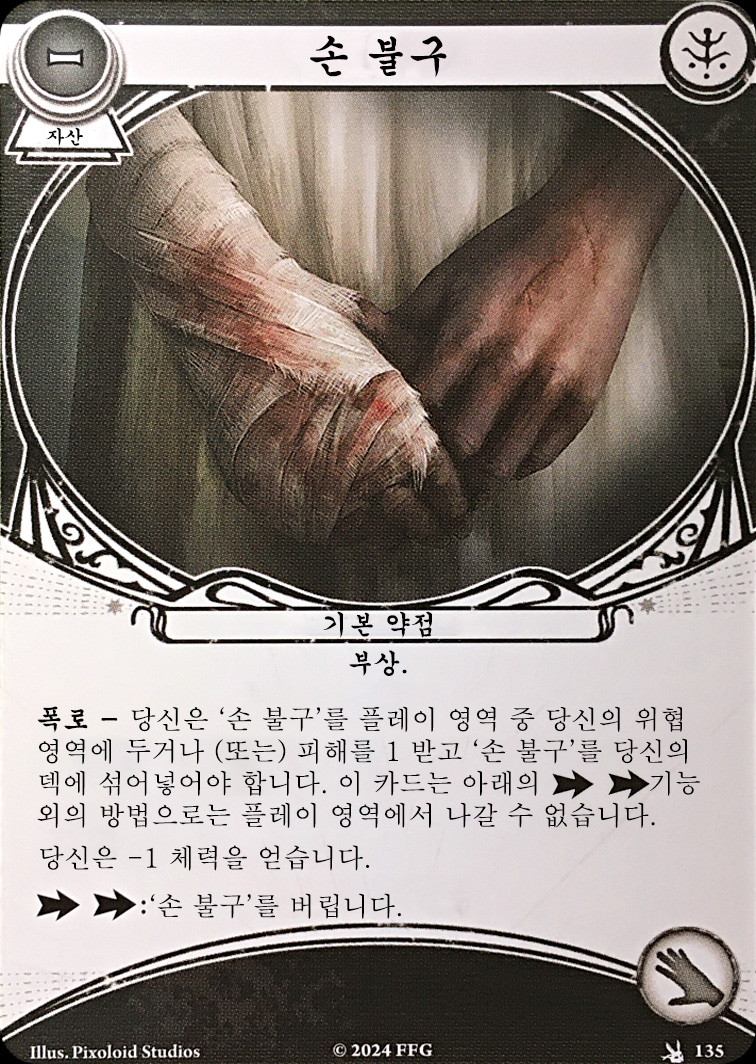 손 불구
자산
기본 약점
부상.
폭로 – 당신은 ‘손 불구’를 플레이 영역 중 당신의 위협
영역에 두거나 (또는) 피해를 1 받고 ‘손 불구’를 당신의
덱에 섞어넣어야 합니다. 이 카드는 아래의 기능
외의 방법으로는 플레이 영역에서 나갈 수 없습니다.
당신은 -1 체력을 얻습니다.
:‘손 불구’를 버립니다.
Illus. Pixoloid Studios © 2024 FFG 135